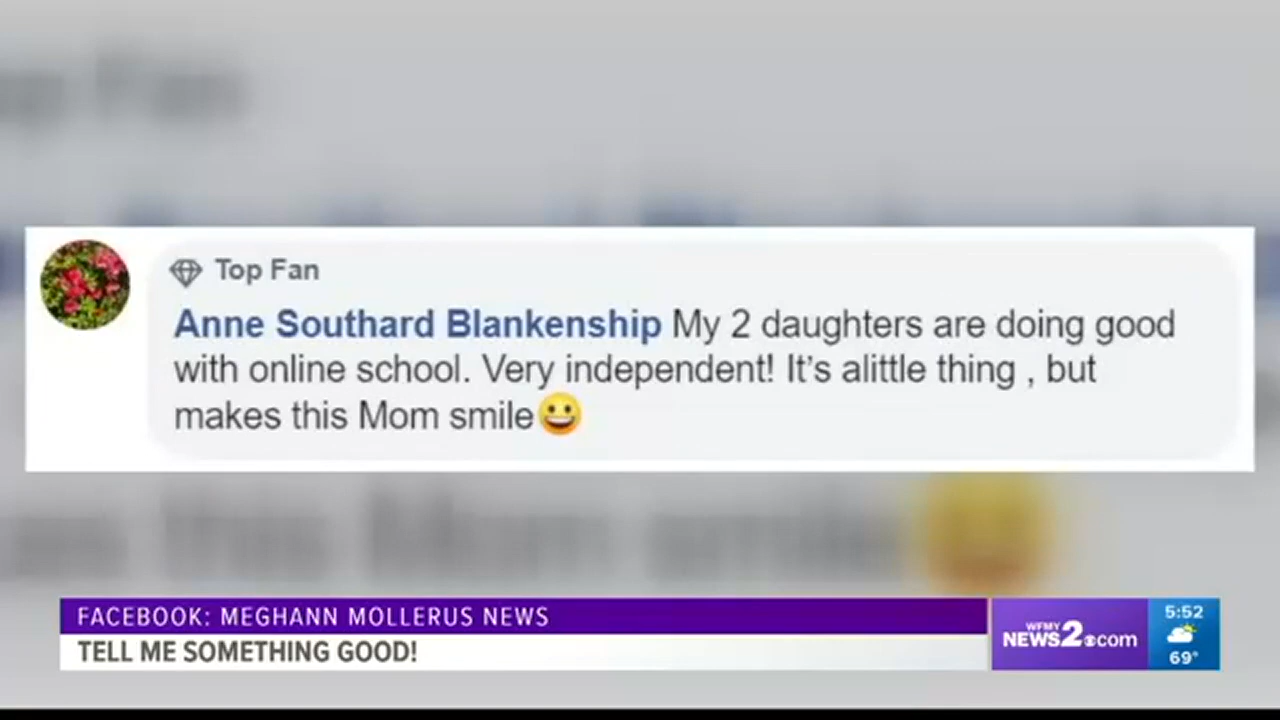 Top Fan
Anne Southard Blankenship My 2 daughters are doing good
with online school. Very independent! It's alittle thing , but
makes this Mom smile😀
FACEBOOK: MEGHANN MOLLERUS NEWS
TELL ME SOMETHING GOOD!
WFMY
NEWS 2 .com
5:52
69°